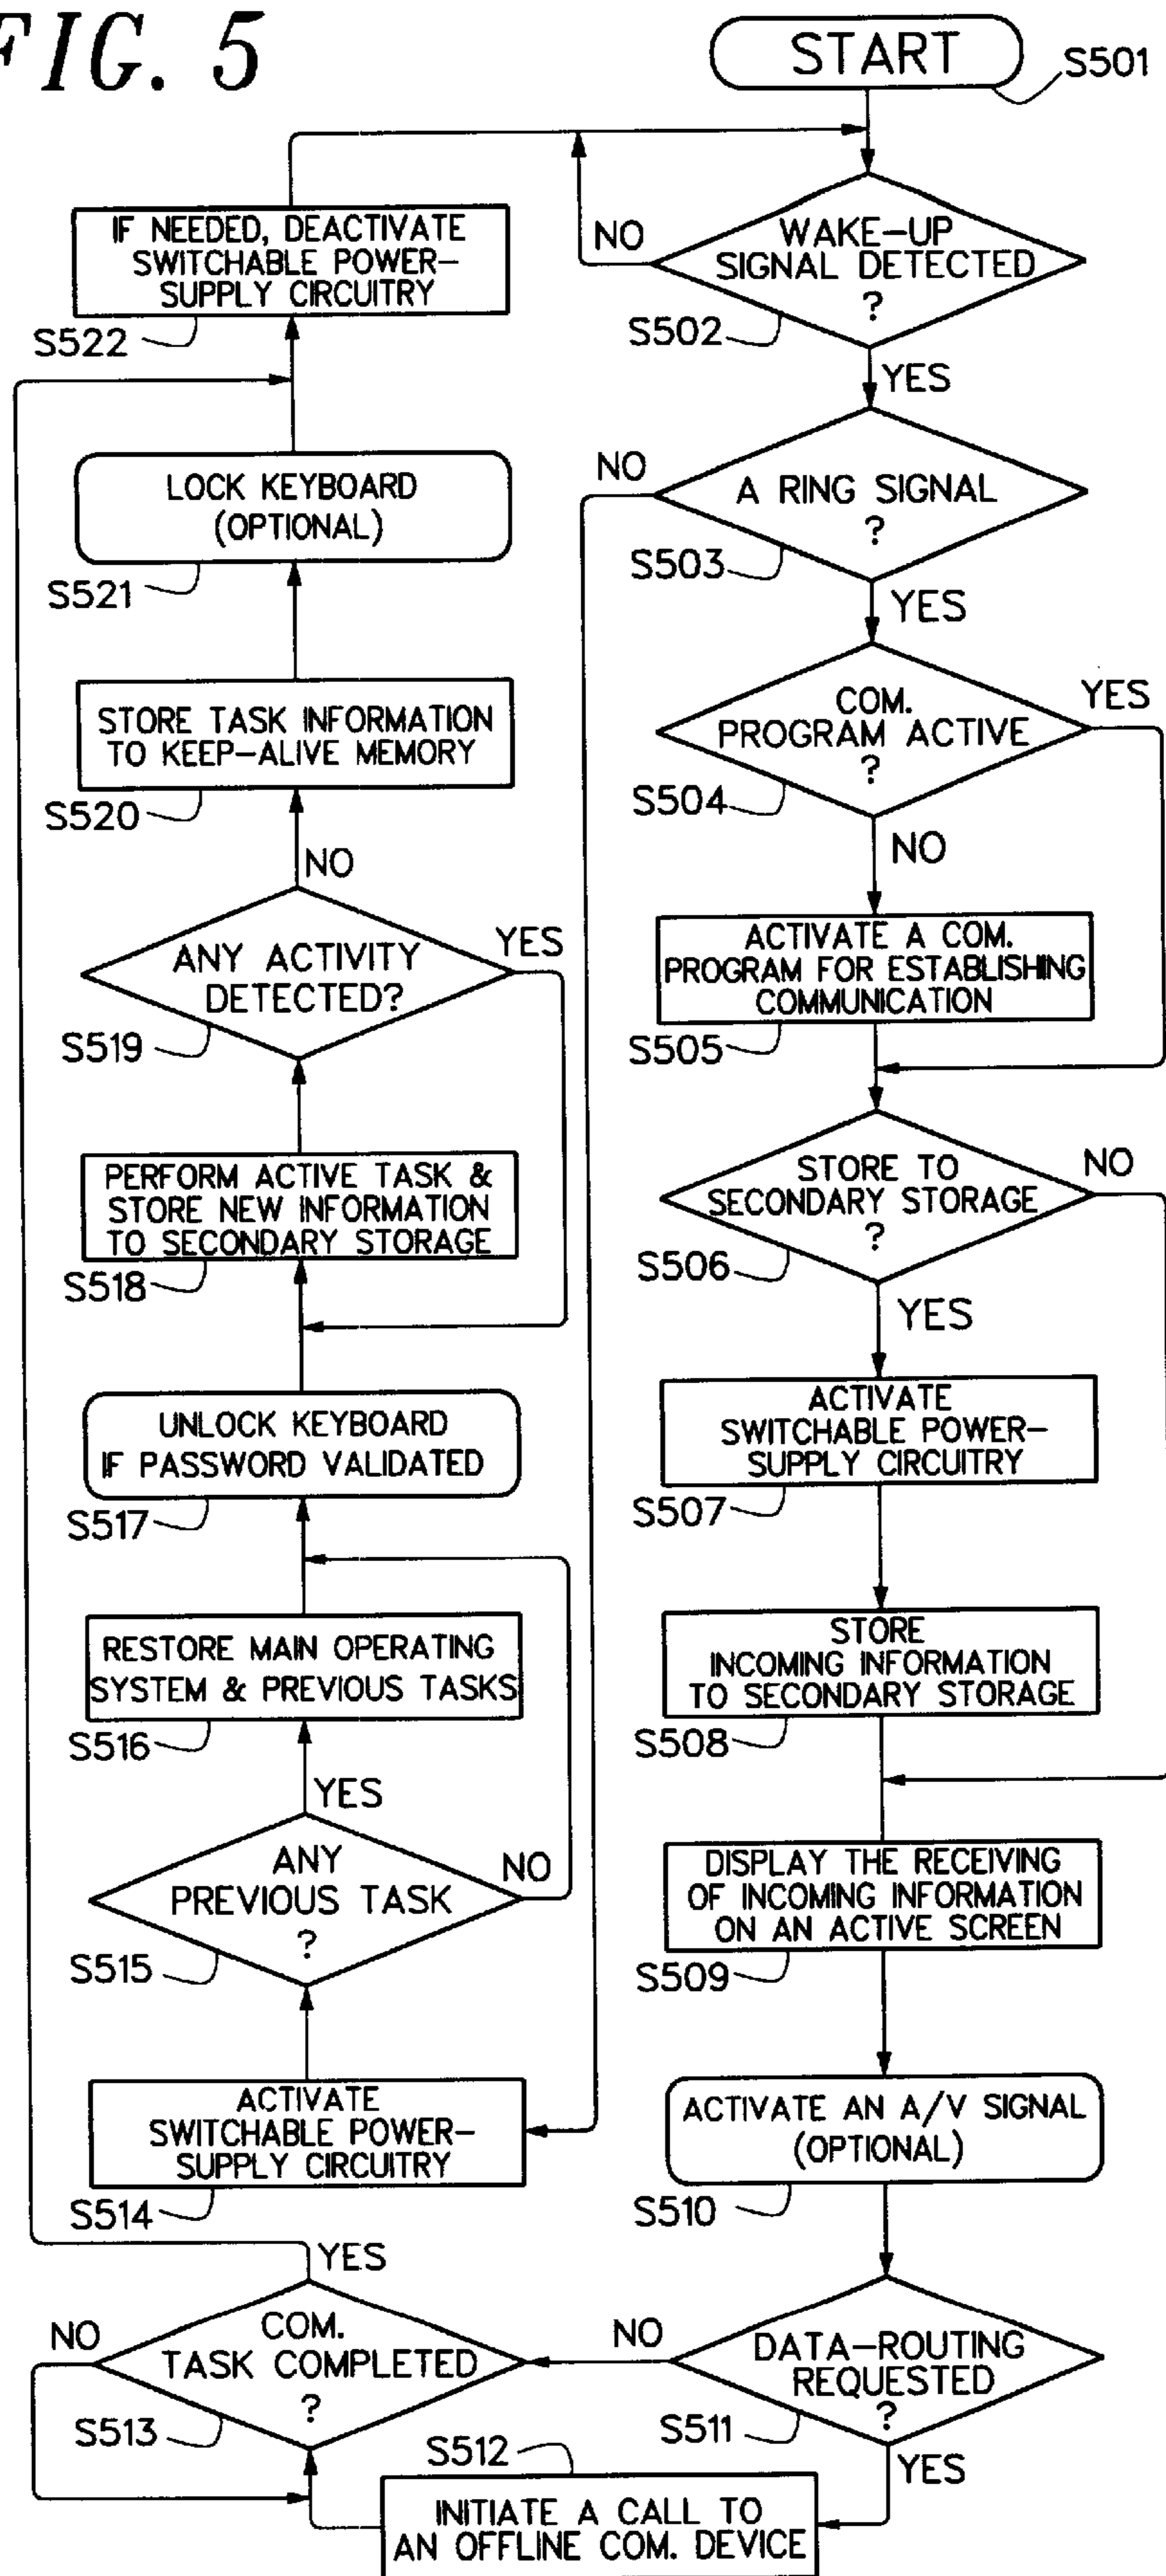 FIG. 5
START
S501
WAKE-UP
SIGNAL DETECTED
?
NO
S502
YES
A RING SIGNAL
?
NO
S503
YES
COM.
PROGRAM ACTIVE
?
YES
S504
NO
ACTIVATE A COM.
PROGRAM FOR ESTABLISHING
COMMUNICATION
S505
STORE TO
SECONDARY STORAGE
?
NO
S506
YES
ACTIVATE
SWITCHABLE POWER-
SUPPLY CIRCUITRY
S507
STORE
INCOMING INFORMATION
TO SECONDARY STORAGE
S508
DISPLAY THE RECEIVING
OF INCOMING INFORMATION
ON AN ACTIVE SCREEN
S509
ACTIVATE AN A/V SIGNAL
(OPTIONAL)
S510
DATA-ROUTING
REQUESTED
?
NO
S511
YES
S512
INITIATE A CALL TO
AN OFFLINE COM. DEVICE
COM.
TASK COMPLETED
?
NO
S513
YES
ACTIVATE
SWITCHABLE POWER-
SUPPLY CIRCUITRY
S514
ANY
PREVIOUS TASK
?
NO
S515
YES
RESTORE MAIN OPERATING
SYSTEM & PREVIOUS TASKS
S516
UNLOCK KEYBOARD
IF PASSWORD VALIDATED
S517
PERFORM ACTIVE TASK &
STORE NEW INFORMATION
TO SECONDARY STORAGE
S518
ANY ACTIVITY
DETECTED?
YES
S519
NO
STORE TASK INFORMATION
TO KEEP-ALIVE MEMORY
S520
LOCK KEYBOARD
(OPTIONAL)
S521
IF NEEDED, DEACTIVATE
SWITCHABLE POWER-
SUPPLY CIRCUITRY
S522